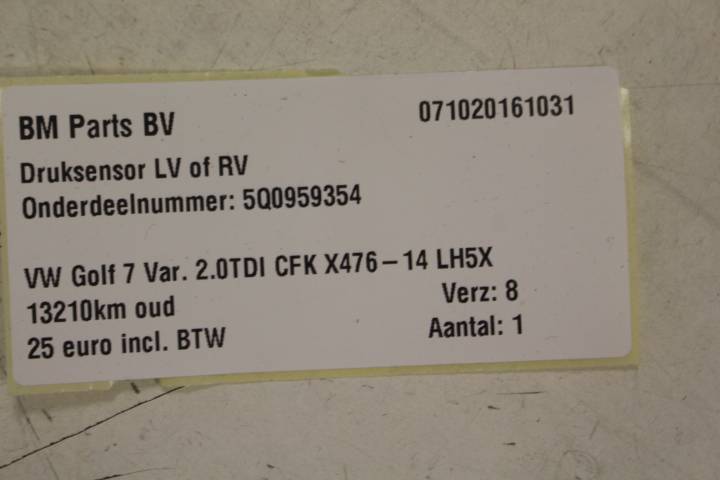 BM Parts BV 071020161031
Druksensor LV of RV
Onderdeelnummer: 5Q0959354
VW Golf 7 Var. 2.0TDI CFK X476-14 LH5X
13210km oud Verz: 8
25 euro incl. BTW Aantal: 1